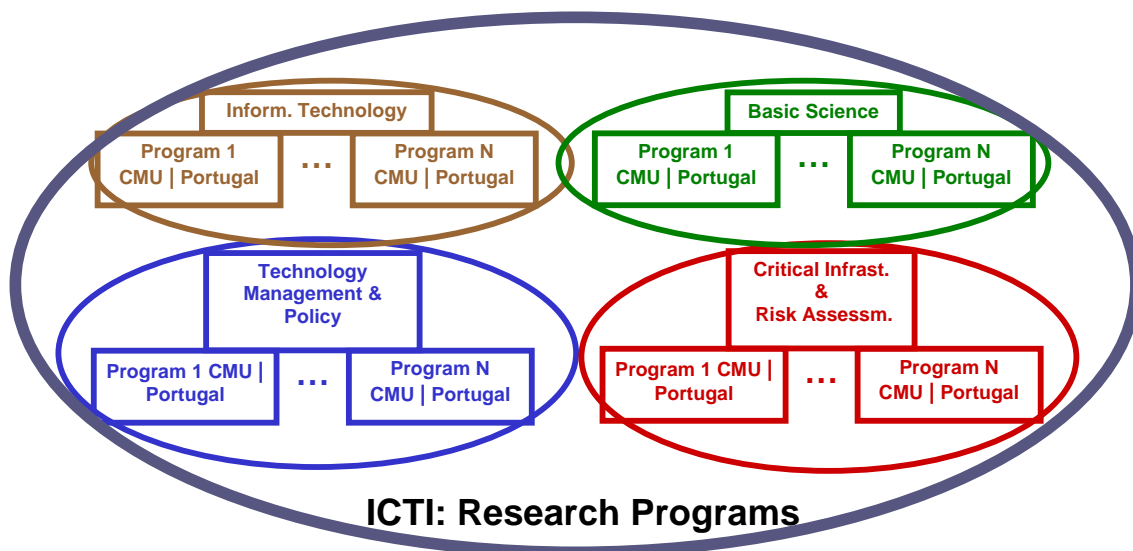 Inform. Technology
Program 1
CMU | Portugal
...
Program N
CMU | Portugal
Basic Science
Program 1
CMU | Portugal
...
Program N
CMU | Portugal
Technology
Management &
Policy
Program 1 CMU |
Portugal
...
Program N
CMU | Portugal
Critical Infrast.
&
Risk Assessm.
Program 1 CMU |
Portugal
...
Program N
CMU | Portugal
ICTI: Research Programs